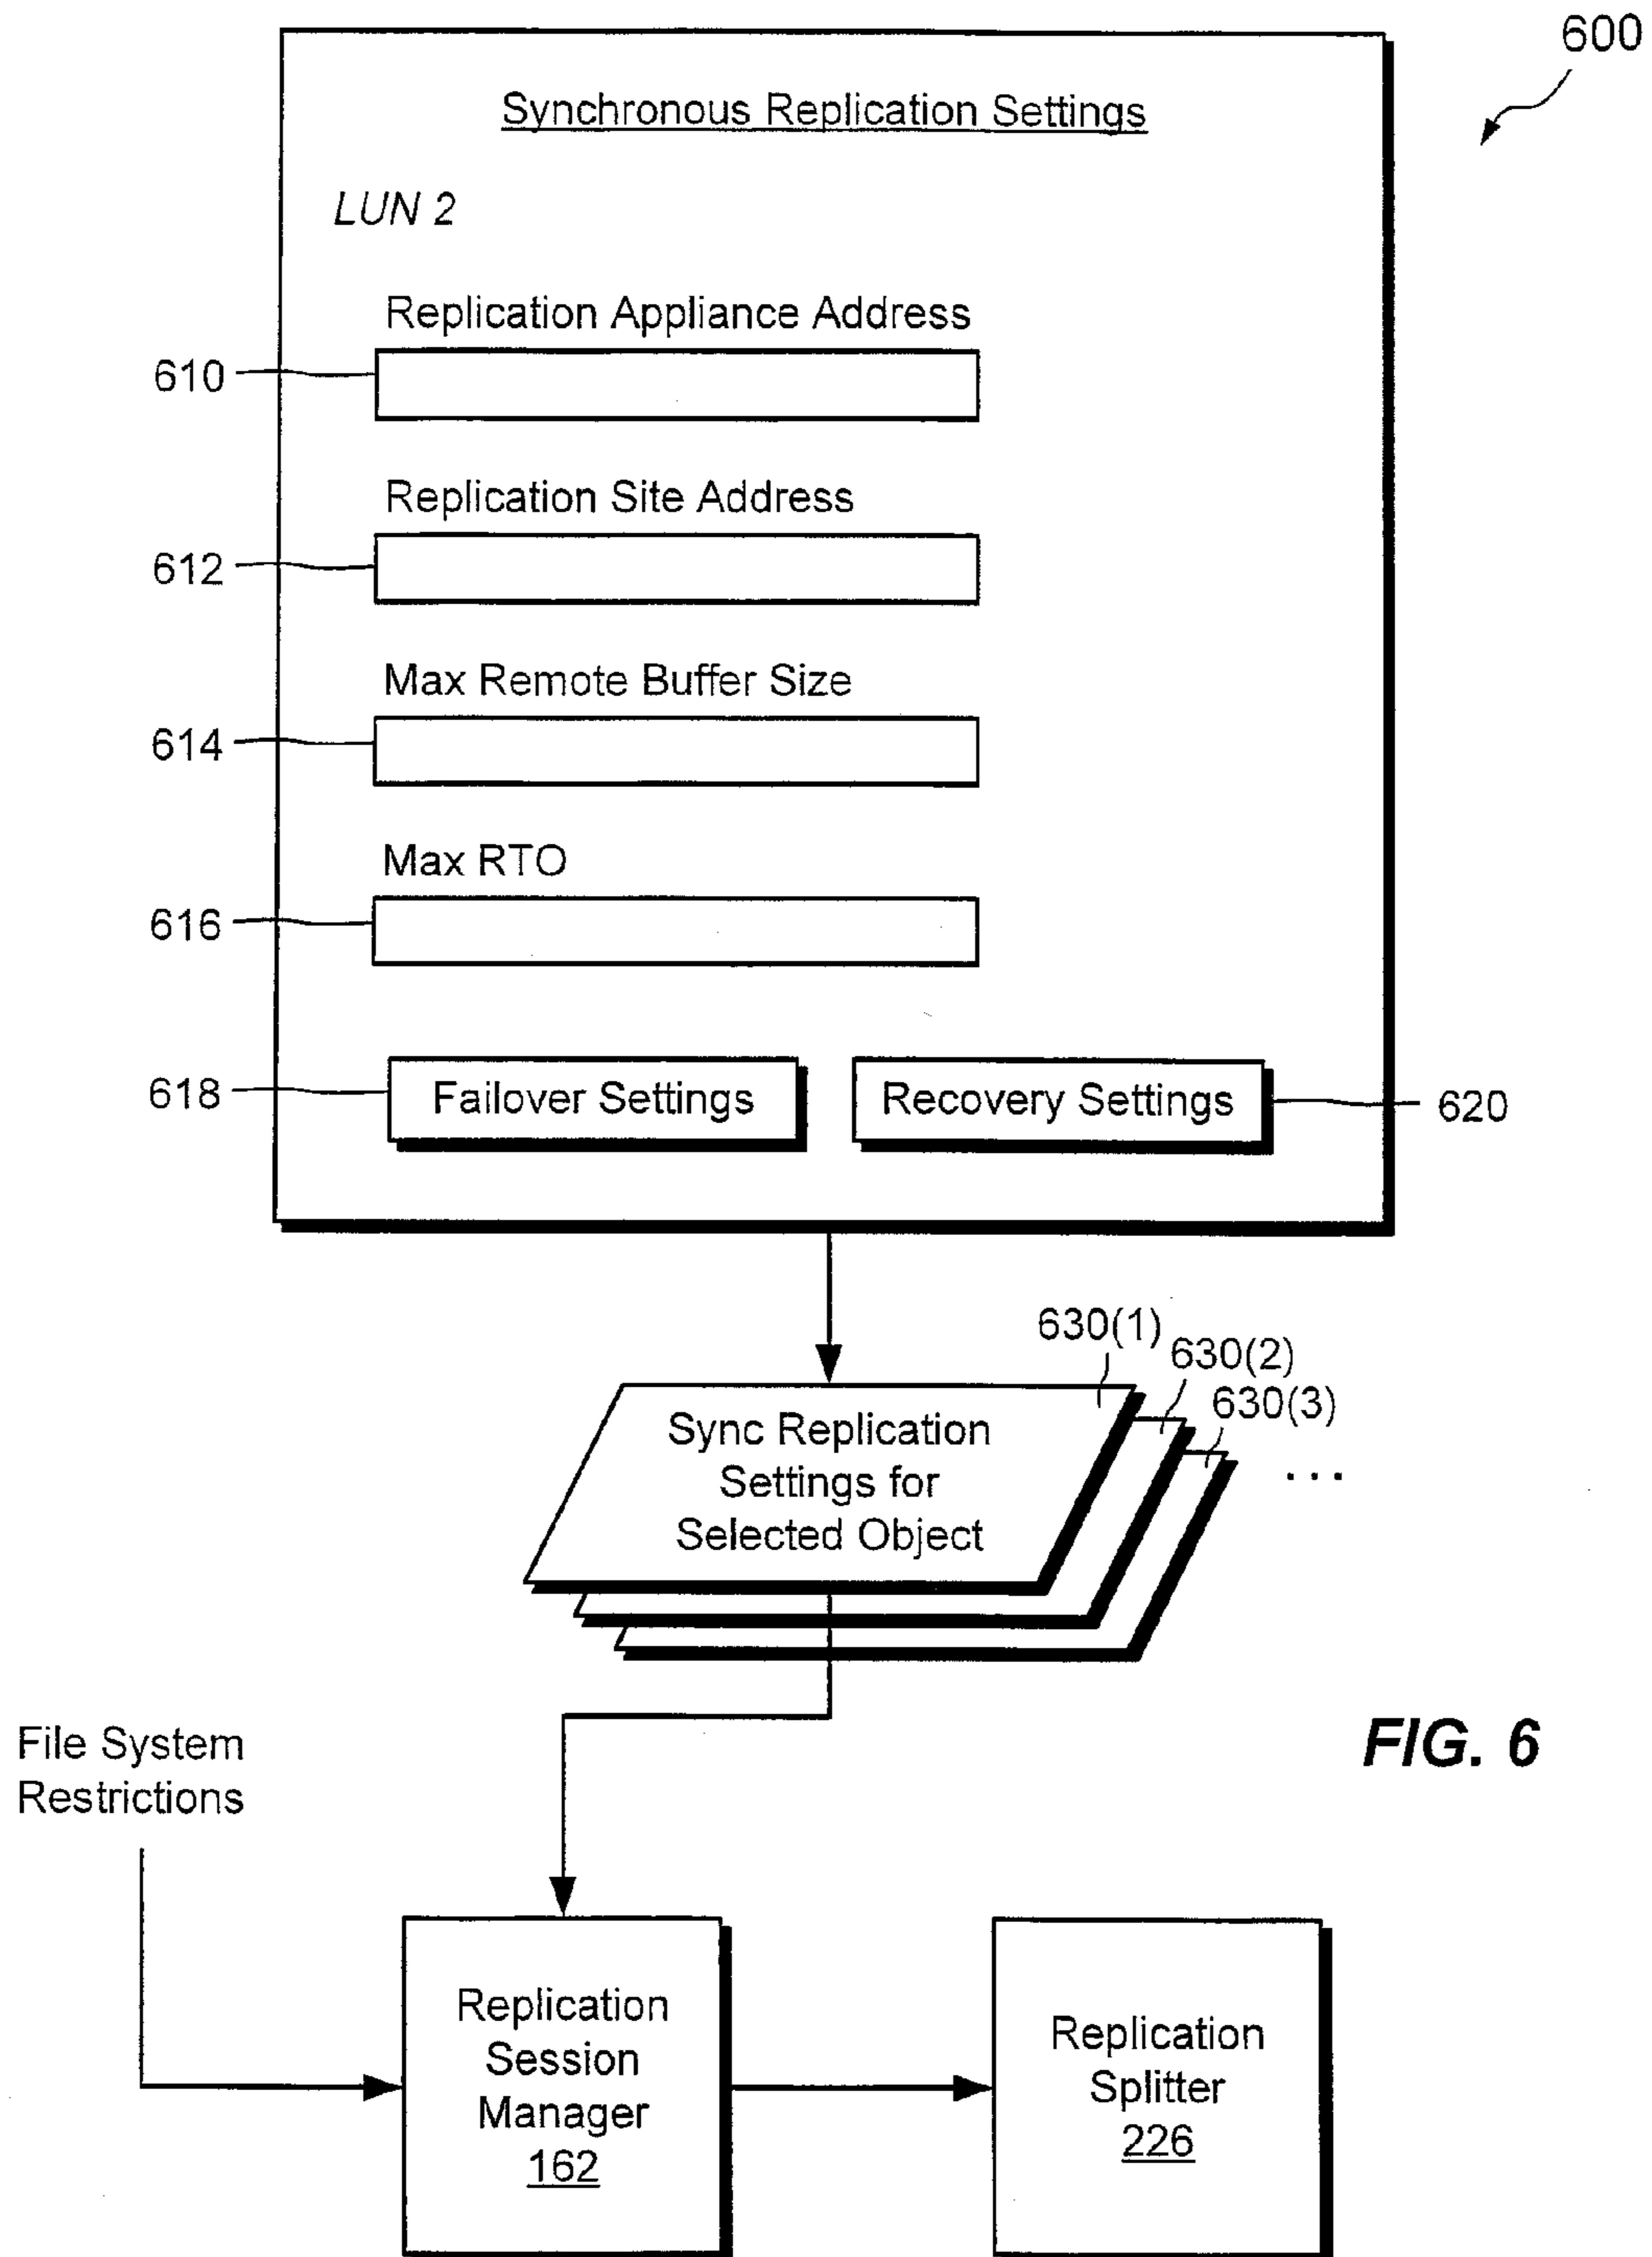 600
Synchronous Replication Settings
LUN 2
Replication Appliance Address
610
Replication Site Address
612
Max Remote Buffer Size
614
Max RTO
616
618
Failover Settings
Recovery Settings
620
630(1)
630(2)
630(3)
Sync Replication
Settings for
Selected Object
...
FIG. 6
File System
Restrictions
Replication
Session
Manager
162
Replication
Splitter
226